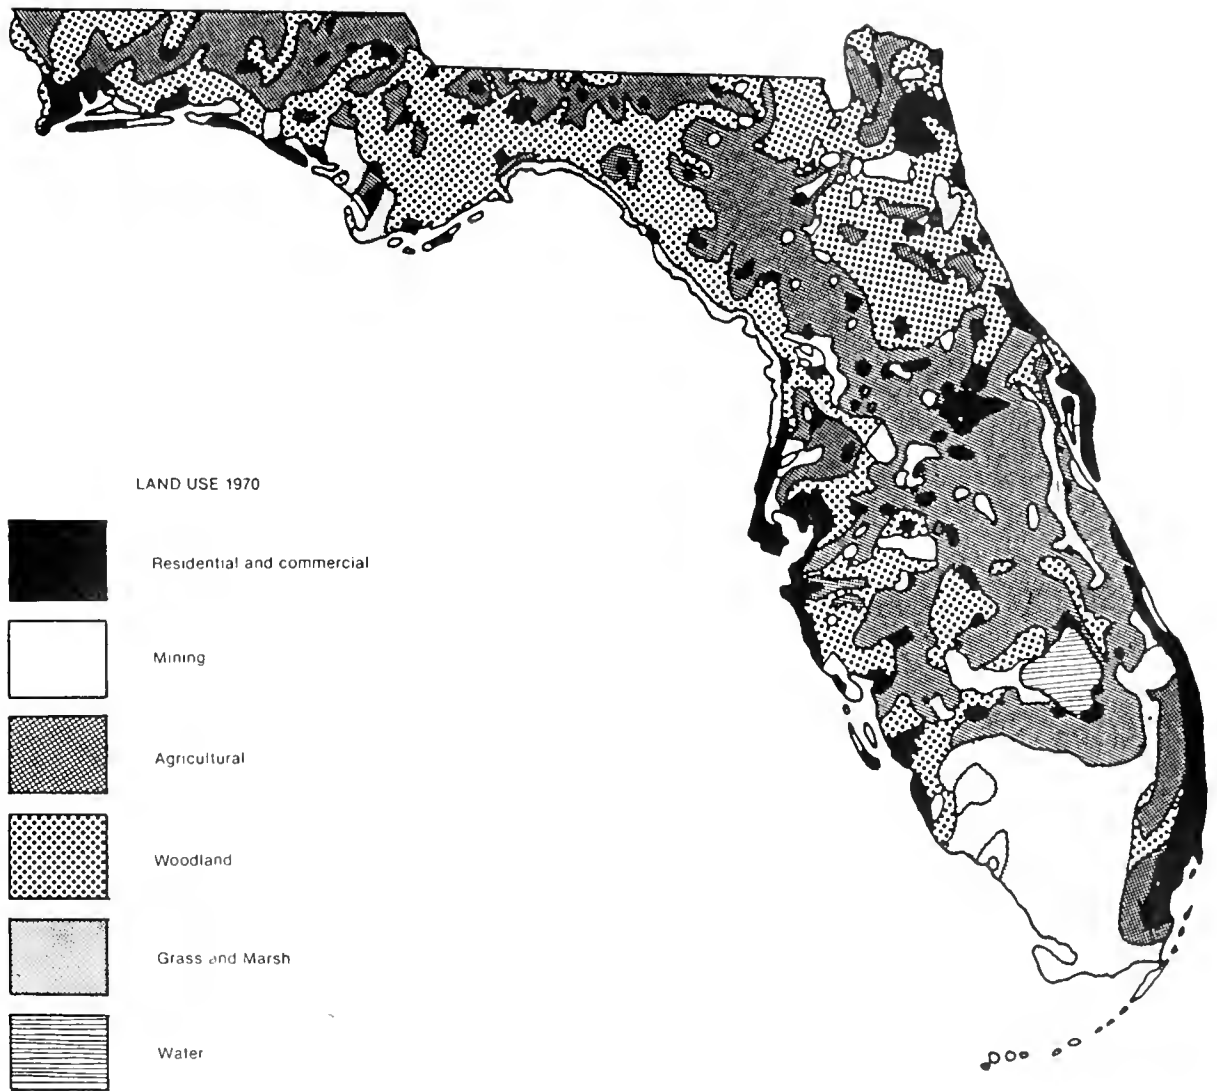 LAND USE 1970
Residential and commercial
Mining
Agricultural
Woodland
Grass and Marsh
Water